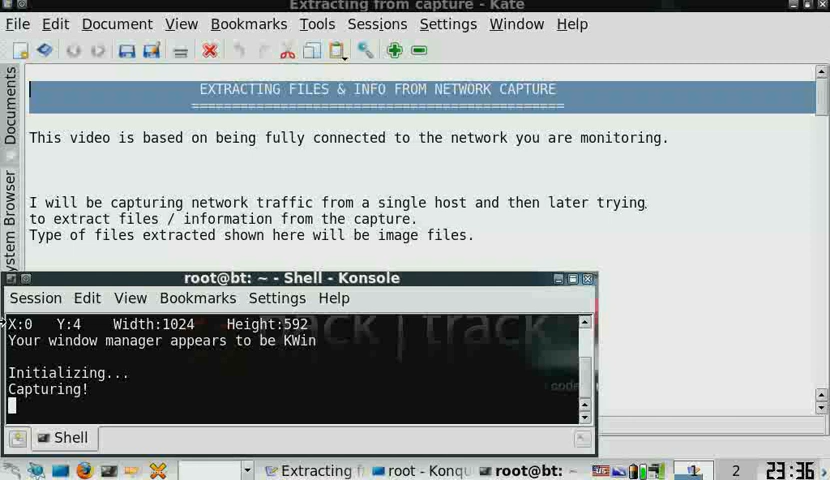 Extracting from capture - Kate
File Edit Document View Bookmarks Tools Sessions Settings Window Help
Documents
System Browser
EXTRACTING FILES & INFO FROM NETWORK CAPTURE
==============================================
This video is based on being fully connected to the network you are monitoring.
I will be capturing network traffic from a single host and then later trying
to extract files / information from the capture.
Type of files extracted shown here will be image files.
root@bt: ~ - Shell - Konsole
Session Edit View Bookmarks Settings Help
X:0 Y:4 Width:1024 Height:592
Your window manager appears to be KWin
Initializing...
Capturing!
track
code
Shell
Extracting f root - Konqu root@bt: ~ 1 2 23:36